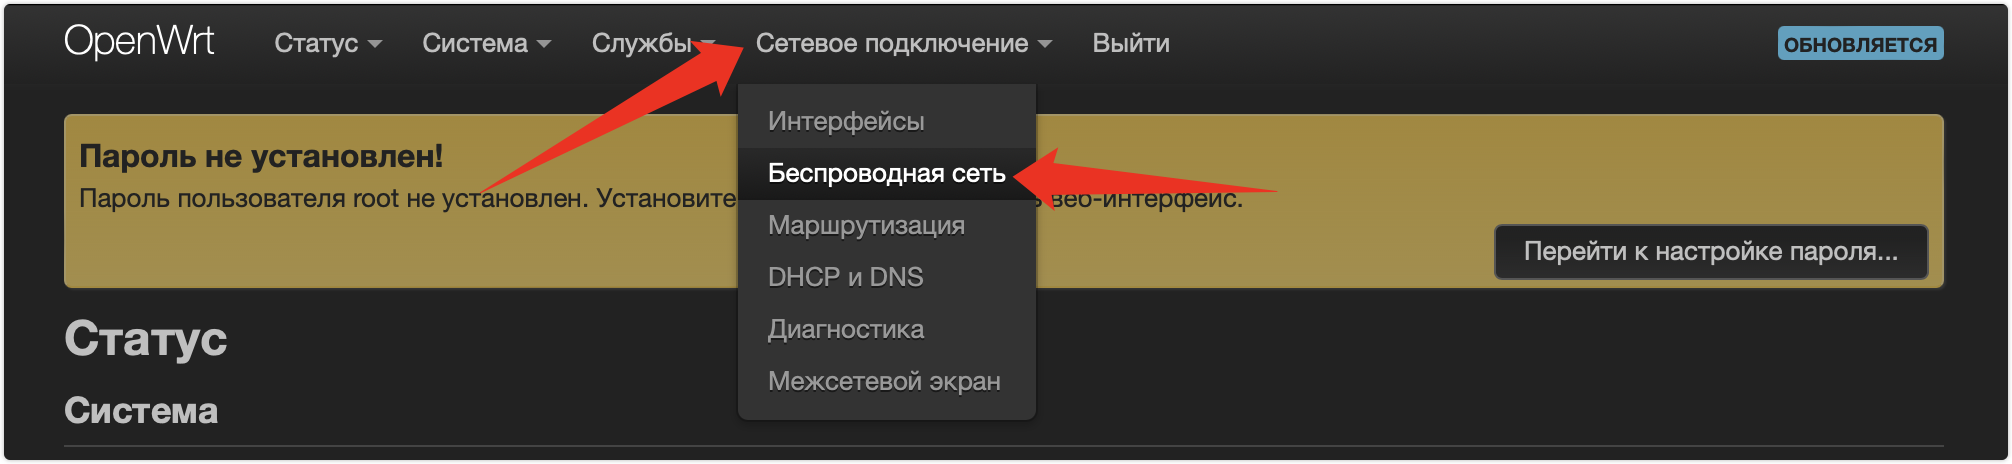 OpenWrt Статус Система Службы Сетевое подключение Выйти ОБНОВЛЯЕТСЯ
Интерфейсы
Пароль не установлен!
Беспроводная сеть
Пароль пользователя root не установлен. Установите веб-интерфейс.
Маршрутизация
Перейти к настройке пароля...
DHCP и DNS
Диагностика
Статус
Межсетевой экран
Система